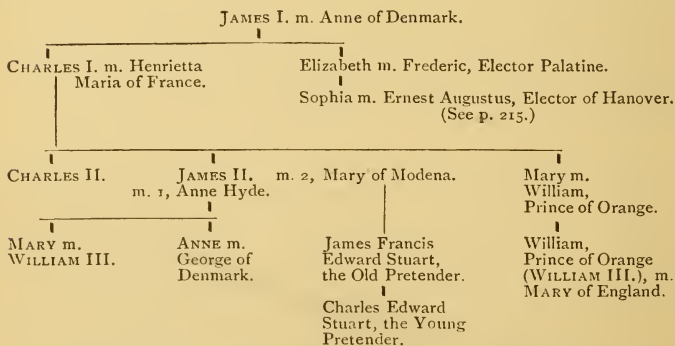 JAMES I. m. Anne of Denmark.
CHARLES I. m. Henrietta
Maria of France.
Elizabeth m. Frederic, Elector Palatine.
Sophia m. Ernest Augustus, Elector of Hanover.
(See p. 215.)
CHARLES II.
JAMES II. m. 2, Mary of Modena.
m. 1, Anne Hyde.
Mary m.
William,
Prince of Orange.
MARY m.
WILLIAM III.
ANNE m.
George of
Denmark.
James Francis
Edward Stuart,
the Old Pretender.
William,
Prince of Orange
(WILLIAM III.), m.
MARY of England.
Charles Edward
Stuart, the Young
Pretender.